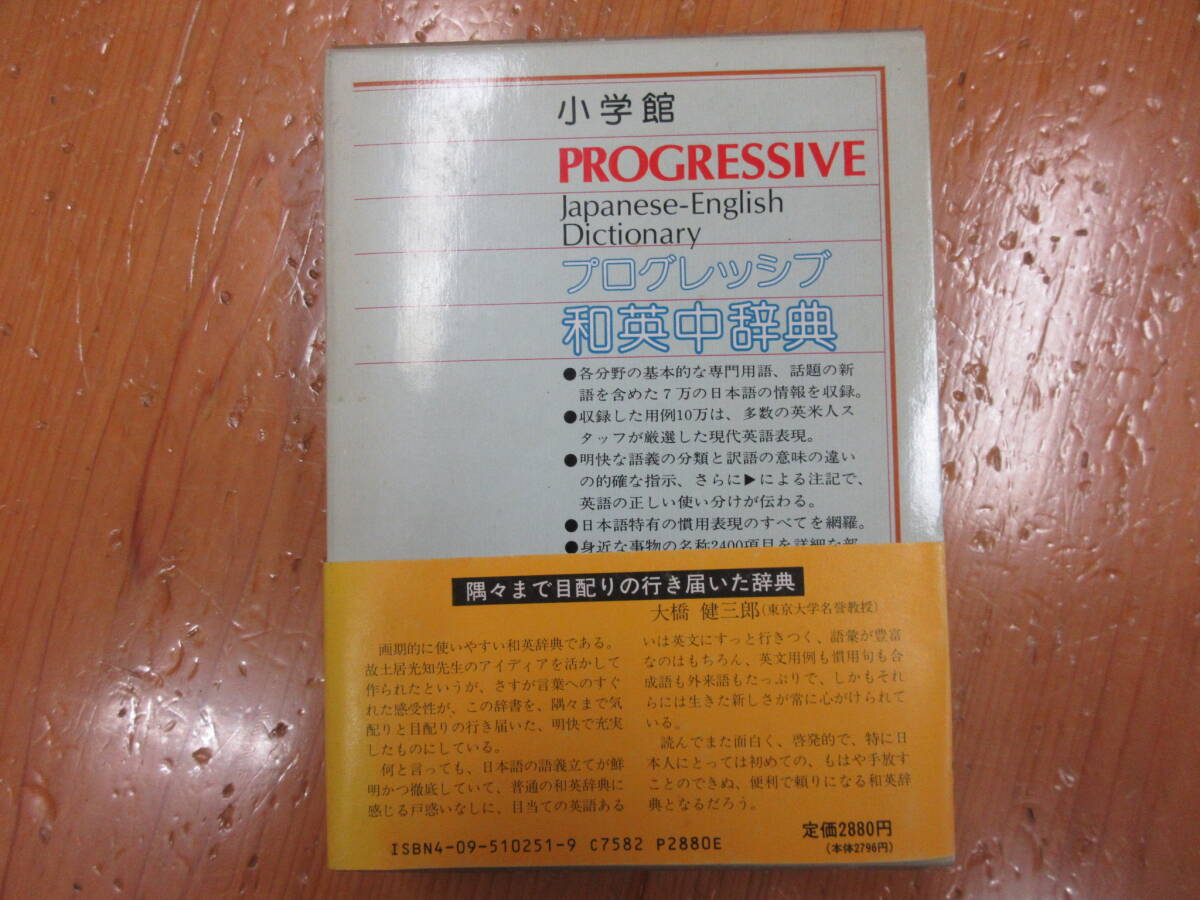 小学館
PROGRESSIVE
Japanese-English
Dictionary
プログレッシブ
和英中辞典
●各分野の基本的な専門用語、話題の新
語を含めた7万の日本語の情報を収録。
●収録した用例10万は、多数の英米人ス
タッフが厳選した現代英語表現。
●明快な語義の分類と訳語の意味の違い
の的確な指示、さらに▶による注記で、
英語の正しい使い分けが伝わる。
●日本語特有の慣用表現のすべてを網羅。
●身近な事物の名称2400項目を詳細な部
隅々まで目配りの行き届いた辞典
大橋 健三郎(東京大学名誉教授)
画期的に使いやすい和英辞典である。
故土居光知先生のアイディアを活かして
作られたというが、さすが言葉へのすぐ
れた感受性が、この辞書を、隅々まで気
配りと目配りの行き届いた、明快で充実
したものにしている。
何と言っても、日本語の語義立てが鮮
明かつ徹底していて、普通の和英辞典に
感じる戸惑いなしに、目当ての英語ある
いは英文にすっと行きつく、語彙が豊富
なのはもちろん、英文用例も慣用句も合
成語も外来語もたっぷりで、しかもそれ
らには生きた新しさが常に心がけられて
いる。
読んでまた面白く、啓発的で、特に日
本人にとっては初めての、もはや手放す
ことのできぬ、便利で頼りになる和英辞
典となるだろう。
ISBN4-09-510251-9 C7582 P2880E
定価2880円
(本体2796円)